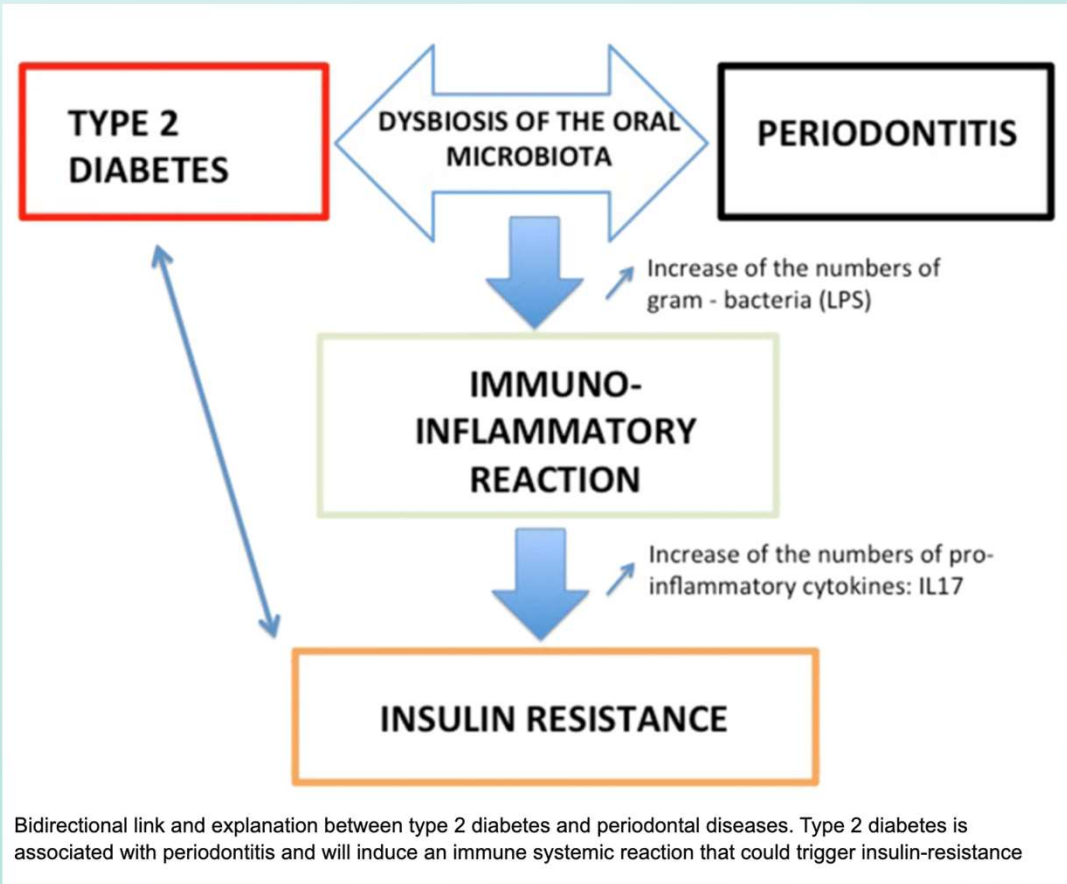 TYPE 2
DIABETES
DYSBIOSIS OF THE ORAL
MICROBIOTA
PERIODONTITIS
Increase of the numbers of
gram - bacteria (LPS)
IMMUNO-
INFLAMMATORY
REACTION
Increase of the numbers of pro-
inflammatory cytokines: IL17
INSULIN RESISTANCE
Bidirectional link and explanation between type 2 diabetes and periodontal diseases. Type 2 diabetes is
associated with periodontitis and will induce an immune systemic reaction that could trigger insulin-resistance